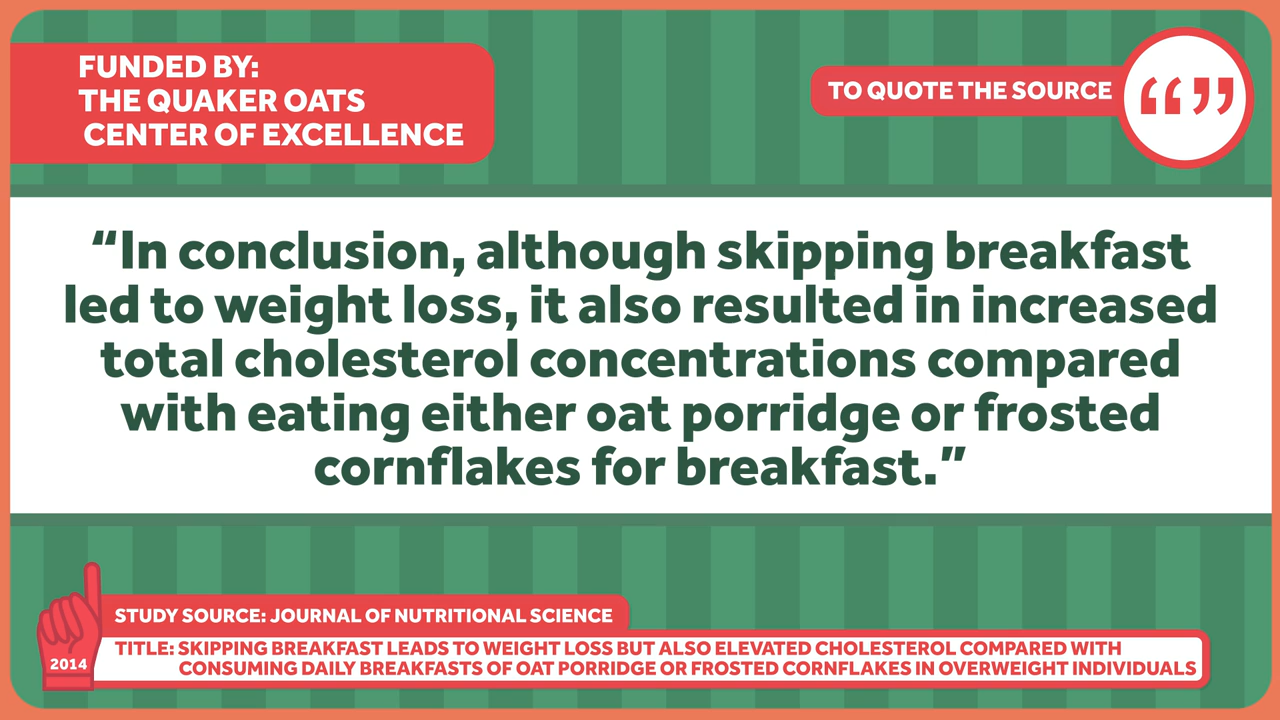 FUNDED BY:
THE QUAKER OATS
CENTER OF EXCELLENCE
TO QUOTE THE SOURCE
“”
“In conclusion, although skipping breakfast
led to weight loss, it also resulted in increased
total cholesterol concentrations compared
with eating either oat porridge or frosted
cornflakes for breakfast.”
STUDY SOURCE: JOURNAL OF NUTRITIONAL SCIENCE
TITLE: SKIPPING BREAKFAST LEADS TO WEIGHT LOSS BUT ALSO ELEVATED CHOLESTEROL COMPARED WITH
CONSUMING DAILY BREAKFASTS OF OAT PORRIDGE OR FROSTED CORNFLAKES IN OVERWEIGHT INDIVIDUALS
2014